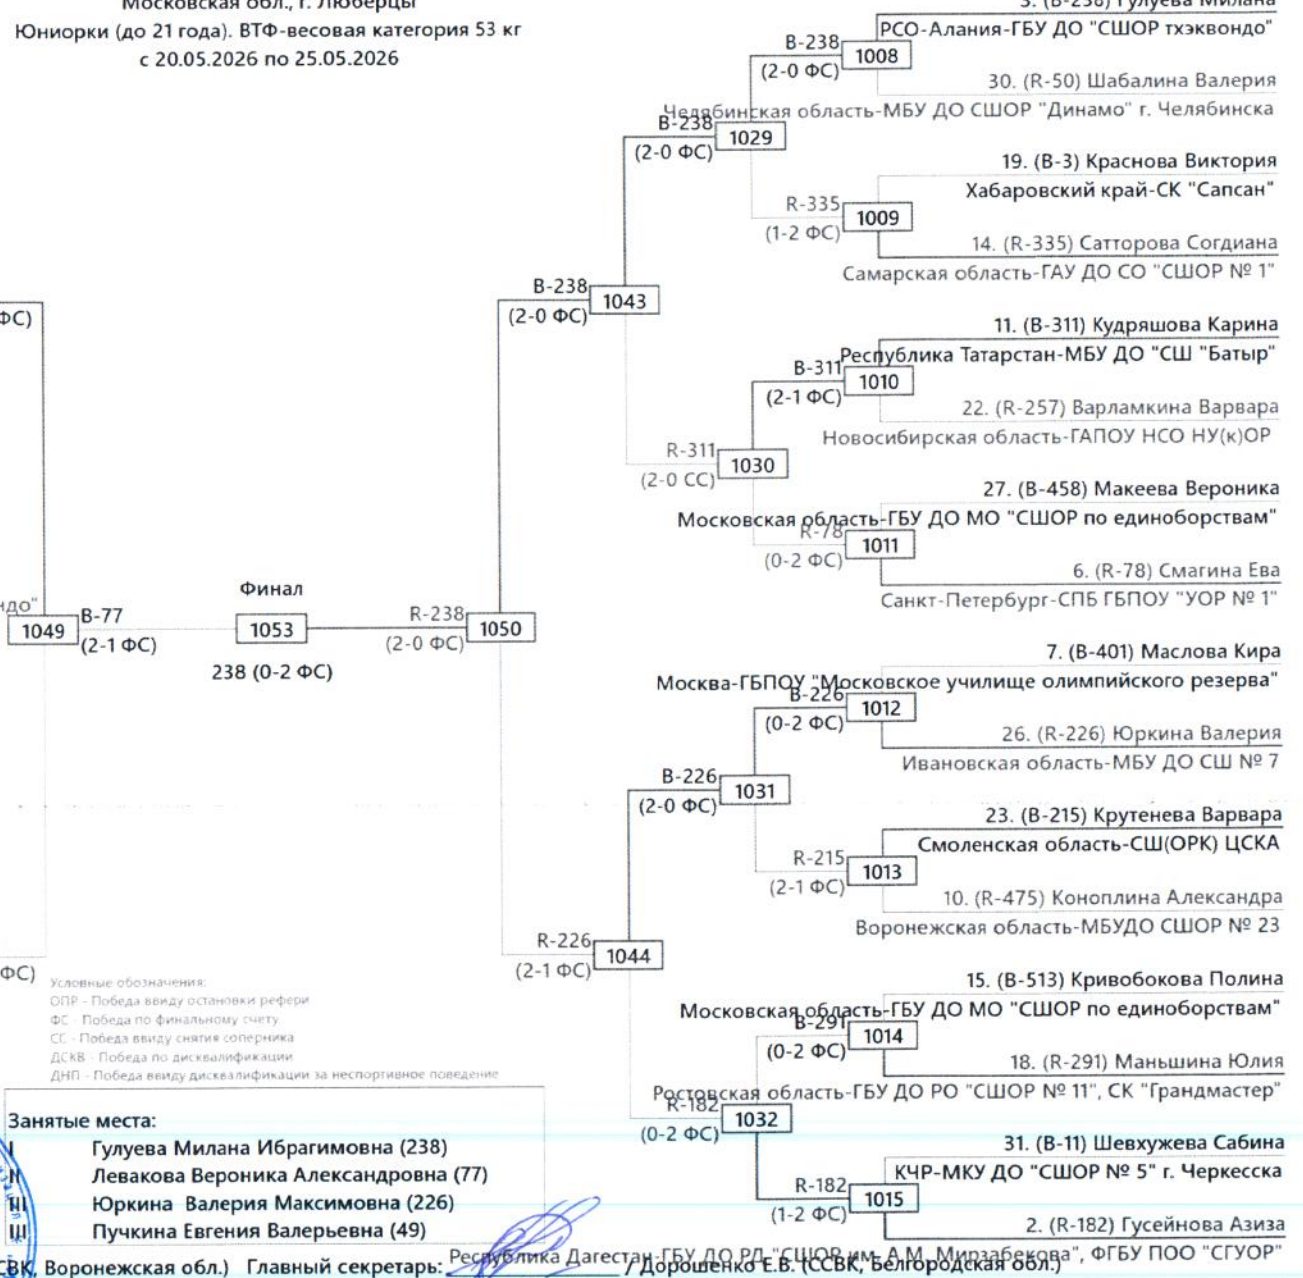 Московская обл., г. Люберцы
Юниорки (до 21 года). ВТФ-весовая категория 53 кг
с 20.05.2026 по 25.05.2026
3. (B-238) Гулуева Милана
РСО-Алания-ГБУ ДО "СШОР тхэквондо"
B-238
1008
(2-0 ФС)
30. (R-50) Шабалина Валерия
Челябинская область-МБУ ДО СШОР "Динамо" г. Челябинска
B-238
1029
(2-0 ФС)
19. (B-3) Краснова Виктория
Хабаровский край-СК "Сапсан"
R-335
1009
(1-2 ФС)
14. (R-335) Сатторова Согдиана
Самарская область-ГАУ ДО СО "СШОР № 1"
B-238
1043
(2-0 ФС)
ФС)
11. (B-311) Кудряшова Карина
Республика Татарстан-МБУ ДО "СШ "Батыр"
B-311
1010
(2-1 ФС)
22. (R-257) Варламкина Варвара
Новосибирская область-ГАПОУ НСО НУ(к)ОР
R-311
1030
(2-0 СС)
27. (B-458) Макеева Вероника
Московская область-ГБУ ДО МО "СШОР по единоборствам"
R-78
1011
(0-2 ФС)
6. (R-78) Смагина Ева
Санкт-Петербург-СПБ ГБПОУ "УОР № 1"
Финал
ндо"
1049
B-77
(2-1 ФС)
1053
238 (0-2 ФС)
R-238
1050
(2-0 ФС)
7. (B-401) Маслова Кира
Москва-ГБПОУ "Московское училище олимпийского резерва"
B-226
1012
(0-2 ФС)
26. (R-226) Юркина Валерия
Ивановская область-МБУ ДО СШ № 7
B-226
1031
(2-0 ФС)
23. (B-215) Крутенева Варвара
Смоленская область-СШ(ОРК) ЦСКА
R-215
1013
(2-1 ФС)
10. (R-475) Коноплина Александра
Воронежская область-МБУДО СШОР № 23
R-226
1044
(2-1 ФС)
ФС)
15. (B-513) Кривобокова Полина
Московская область-ГБУ ДО МО "СШОР по единоборствам"
B-291
1014
(0-2 ФС)
18. (R-291) Маньшина Юлия
Ростовская область-ГБУ ДО РО "СШОР № 11", СК "Грандмастер"
R-182
1032
(0-2 ФС)
31. (B-11) Шевхужева Сабина
КЧР-МКУ ДО "СШОР № 5" г. Черкесска
R-182
1015
(1-2 ФС)
2. (R-182) Гусейнова Азиза
Республика Дагестан-ГБУ ДО РД "СШОР им. А.М. Мирзабекова", ФГБУ ПОО "СГУОР"
Условные обозначения:
ОПР - Победа ввиду остановки рефери
ФС - Победа по финальному счету
СС - Победа ввиду снятия соперника
ДСКВ - Победа по дисквалификации
ДНП - Победа ввиду дисквалификации за неспортивное поведение
Занятые места:
I Гулуева Милана Ибрагимовна (238)
II Левакова Вероника Александровна (77)
III Юркина Валерия Максимовна (226)
III Пучкина Евгения Валерьевна (49)
СВК, Воронежская обл.) Главный секретарь: / Дорошенко Е.В. (ССВК, Белгородская обл.)